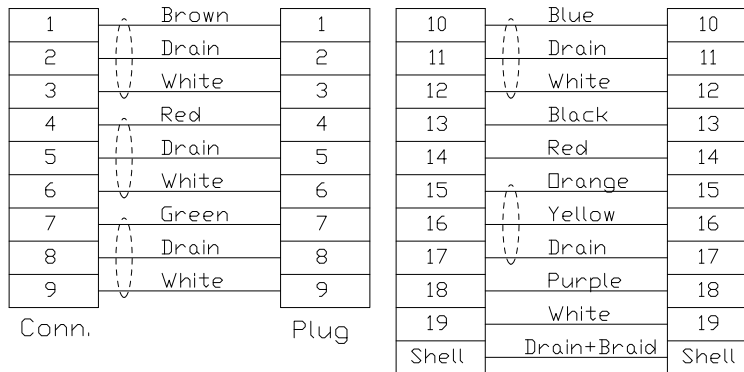 1 Brown 1
2 Drain 2
3 White 3
4 Red 4
5 Drain 5
6 White 6
7 Green 7
8 Drain 8
9 White 9
Conn. Plug
10 Blue 10
11 Drain 11
12 White 12
13 Black 13
14 Red 14
15 Orange 15
16 Yellow 16
17 Drain 17
18 Purple 18
19 White 19
Shell Drain+Braid Shell